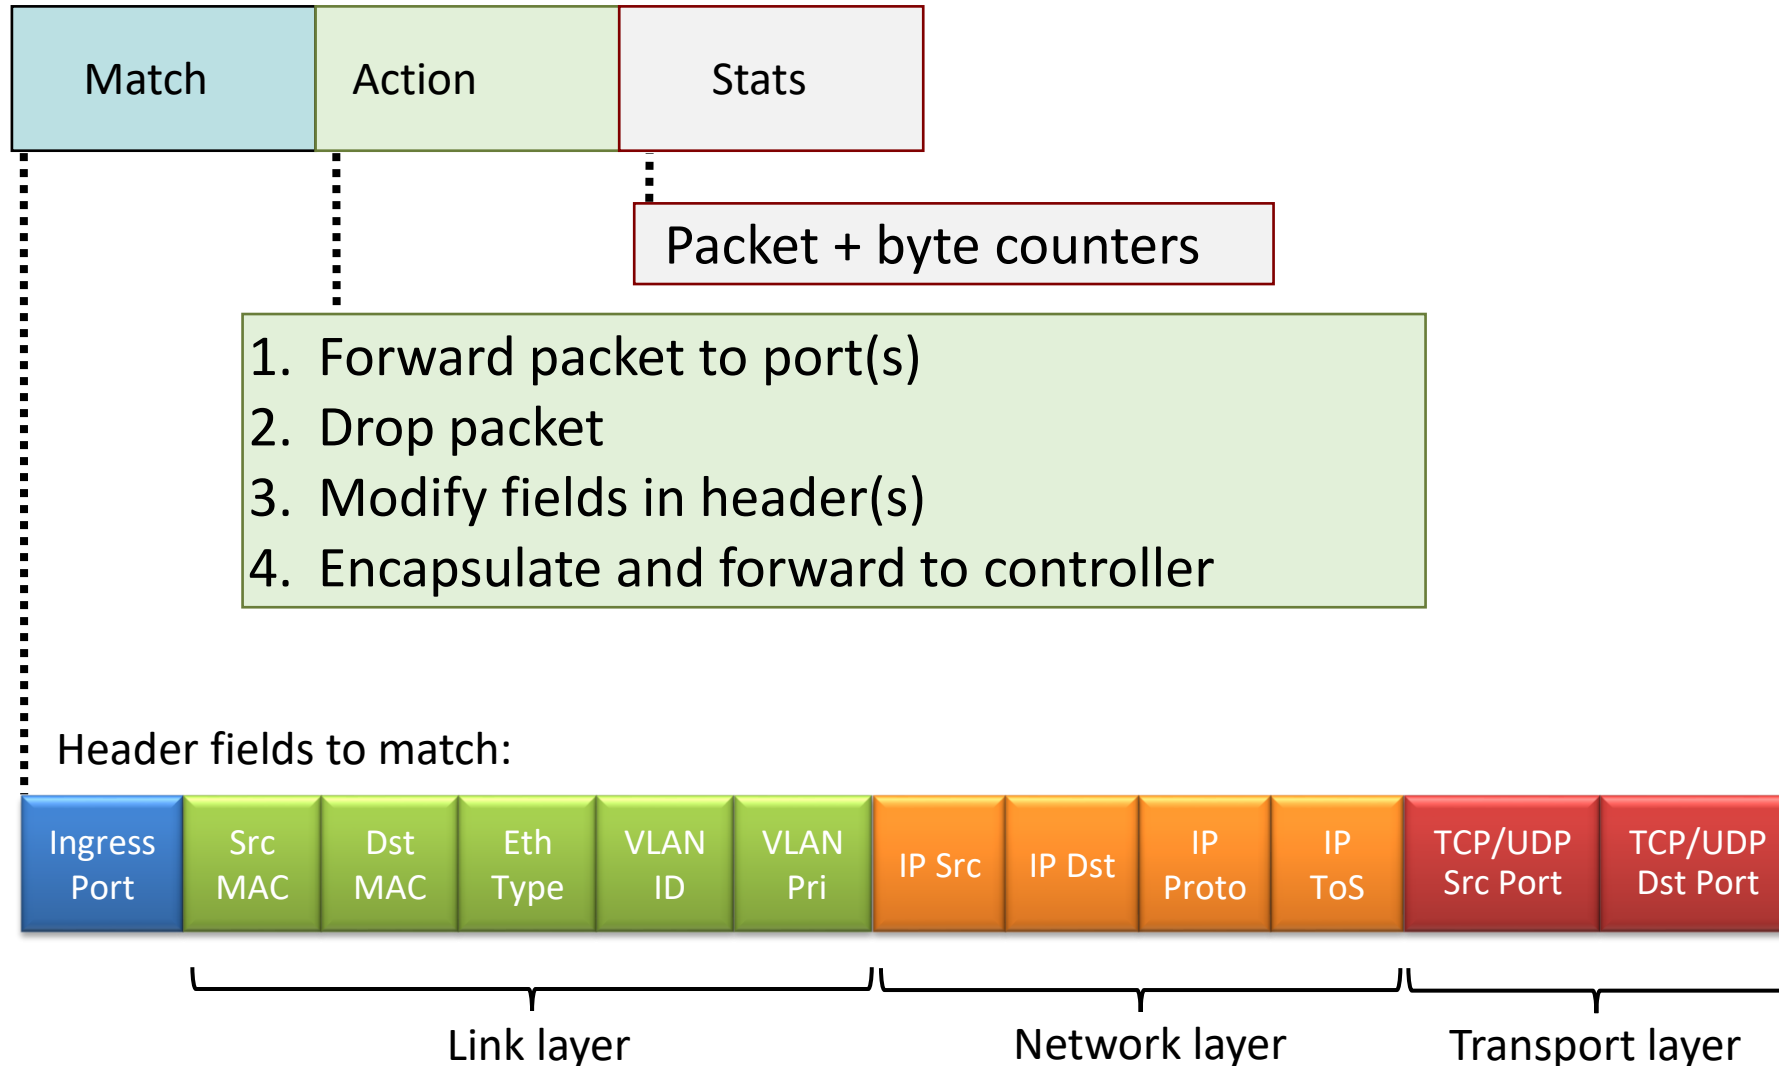 Match
Action
Stats
Packet + byte counters
1. Forward packet to port(s)
2. Drop packet
3. Modify fields in header(s)
4. Encapsulate and forward to controller
Header fields to match:
Ingress
Port
Src
MAC
Dst
MAC
Eth
Type
VLAN
ID
VLAN
Pri
IP Src
IP Dst
IP
Proto
IP
ToS
TCP/UDP
Src Port
TCP/UDP
Dst Port
Link layer
Network layer
Transport layer